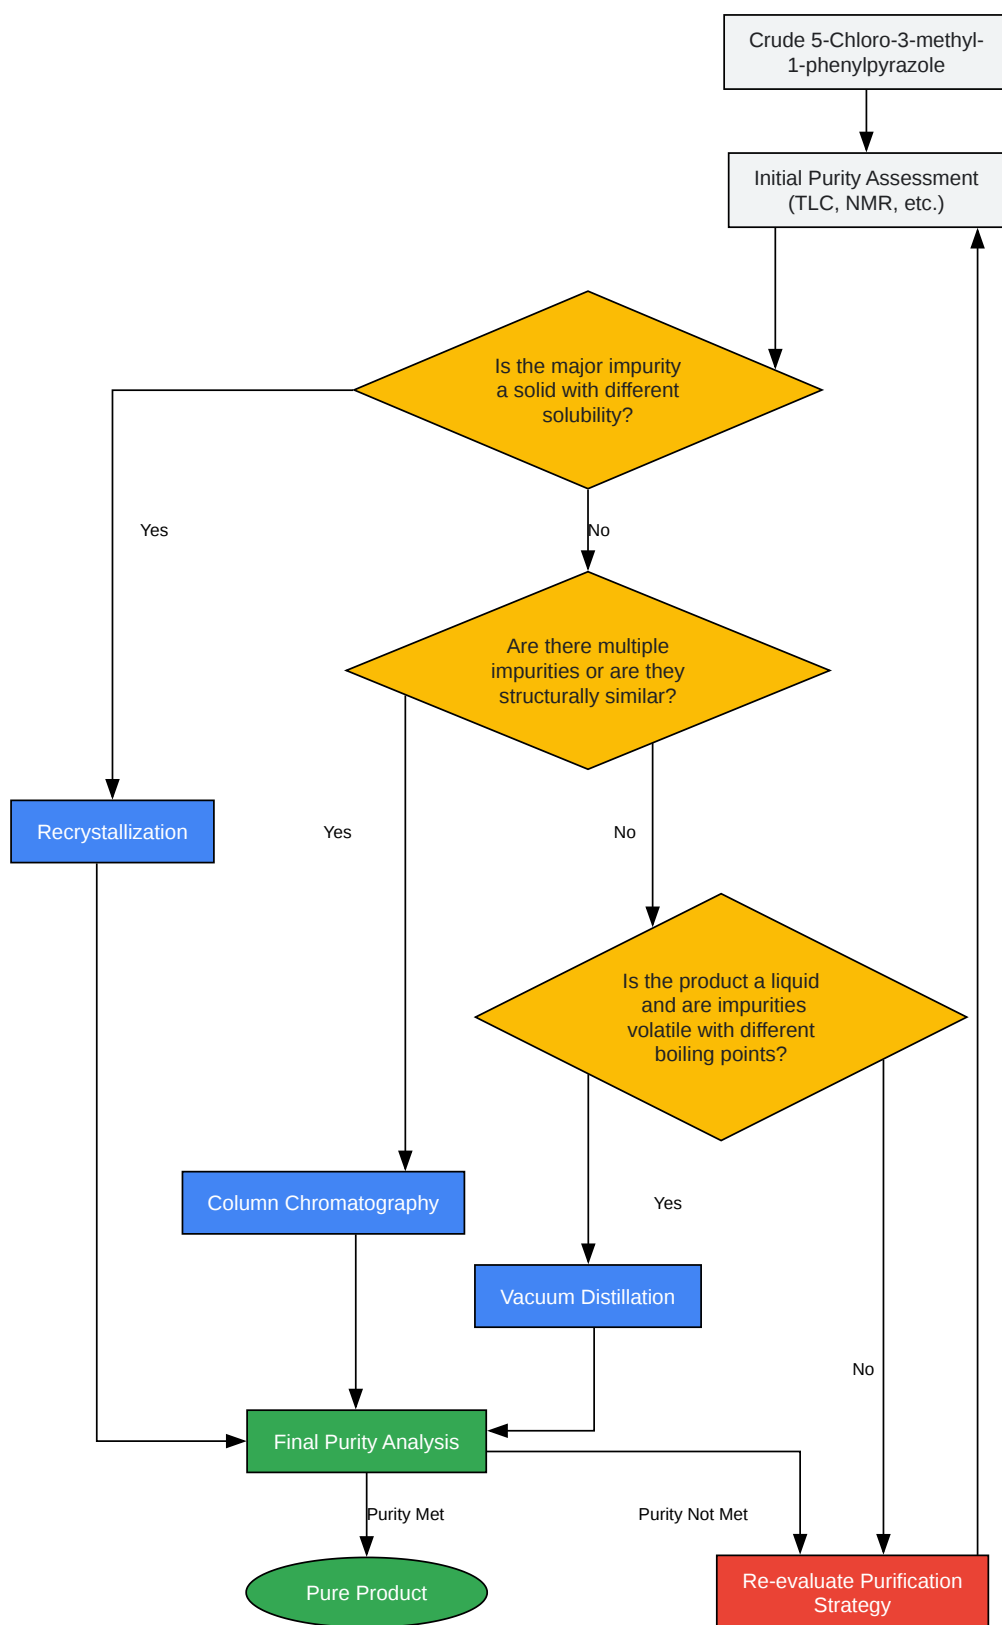 Crude 5-Chloro-3-methyl-
1-phenylpyrazole
Initial Purity Assessment
(TLC, NMR, etc.)
Is the major impurity
a solid with different
solubility?
Yes
No
Are there multiple
impurities or are they
structurally similar?
Recrystallization
Yes
No
Is the product a liquid
and are impurities
volatile with different
boiling points?
Column Chromatography
Yes
Vacuum Distillation
No
Final Purity Analysis
Purity Met
Purity Not Met
Pure Product
Re-evaluate Purification
Strategy